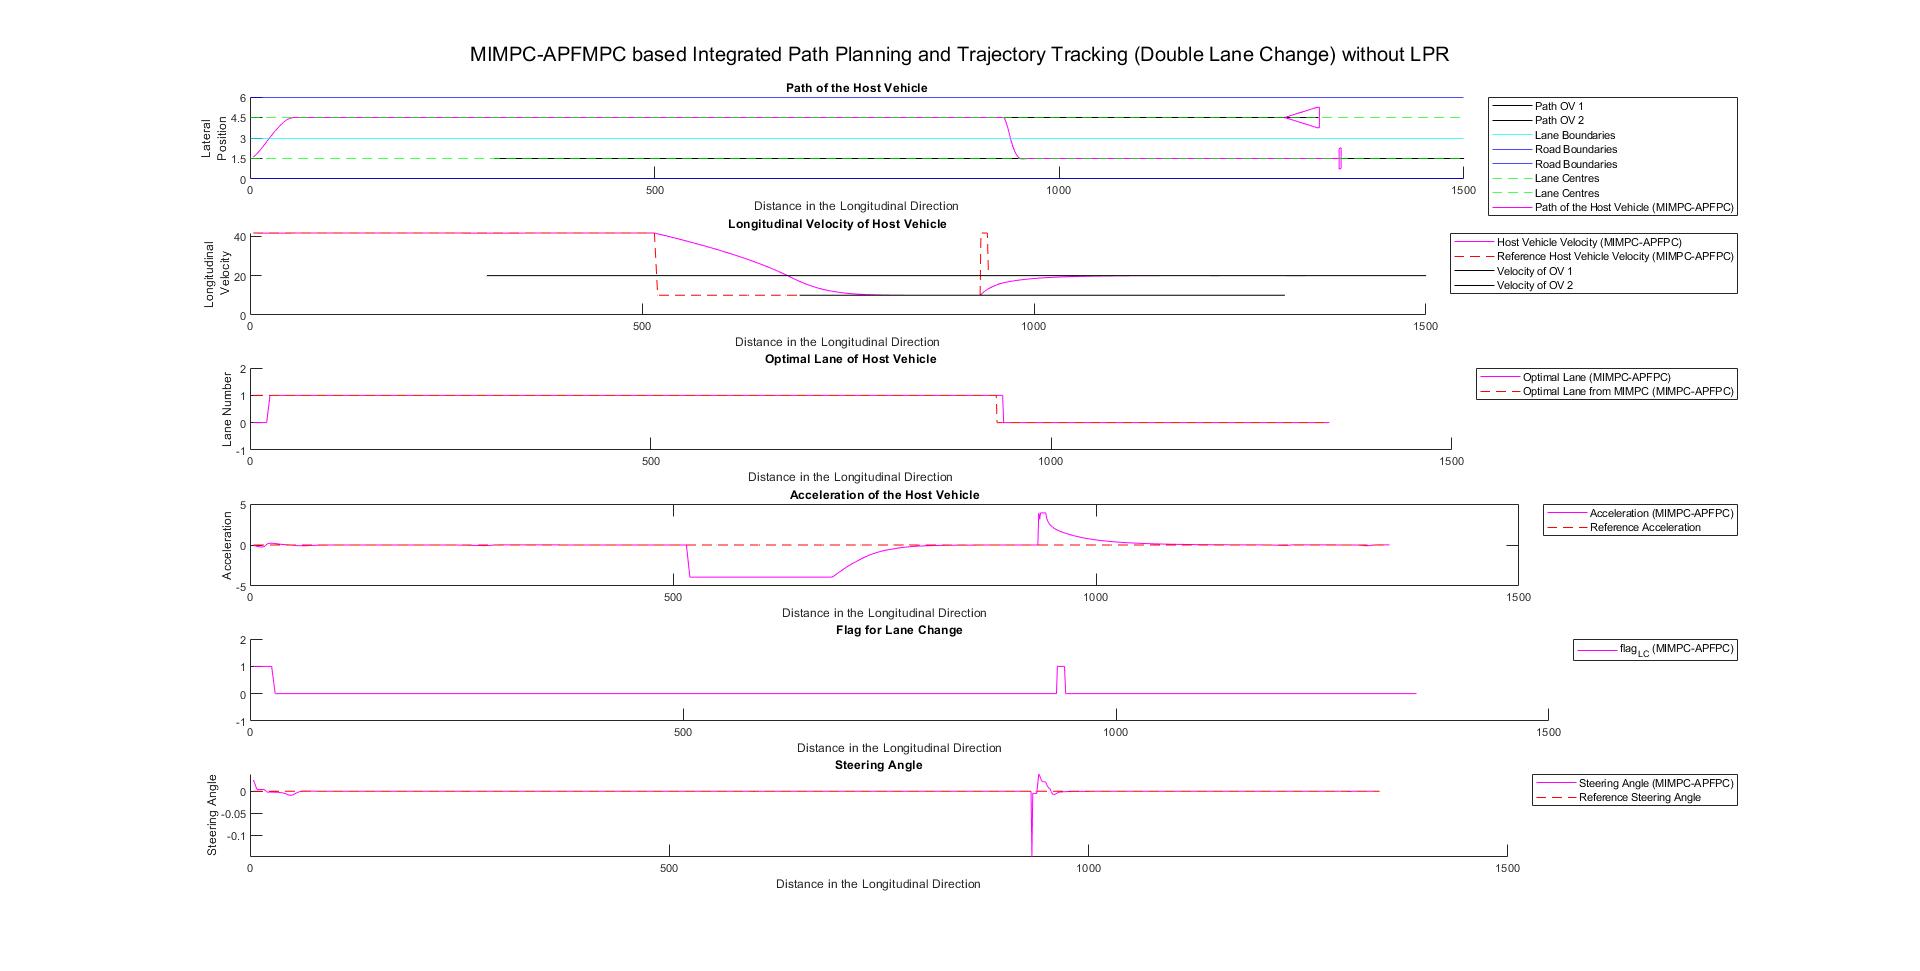 MIMPC-APFMPC based Integrated Path Planning and Trajectory Tracking (Double Lane Change) without LPR
Path of the Host Vehicle
Lateral
Position
6
4.5
3
1.5
0
0
500
1000
1500
Distance in the Longitudinal Direction
Path OV 1
Path OV 2
Lane Boundaries
Road Boundaries
Road Boundaries
Lane Centres
Lane Centres
Path of the Host Vehicle (MIMPC-APFPC)
Longitudinal Velocity of Host Vehicle
Longitudinal
Velocity
40
20
0
0
500
1000
1500
Distance in the Longitudinal Direction
Host Vehicle Velocity (MIMPC-APFPC)
Reference Host Vehicle Velocity (MIMPC-APFPC)
Velocity of OV 1
Velocity of OV 2
Optimal Lane of Host Vehicle
Lane Number
2
1
0
-1
0
500
1000
1500
Distance in the Longitudinal Direction
Optimal Lane (MIMPC-APFPC)
Optimal Lane from MIMPC (MIMPC-APFPC)
Acceleration of the Host Vehicle
Acceleration
5
0
-5
0
500
1000
1500
Distance in the Longitudinal Direction
Acceleration (MIMPC-APFPC)
Reference Acceleration
Flag for Lane Change
2
1
0
-1
0
500
1000
1500
Distance in the Longitudinal Direction
flagLC (MIMPC-APFPC)
Steering Angle
Steering Angle
0
-0.05
-0.1
0
500
1000
1500
Distance in the Longitudinal Direction
Steering Angle (MIMPC-APFPC)
Reference Steering Angle